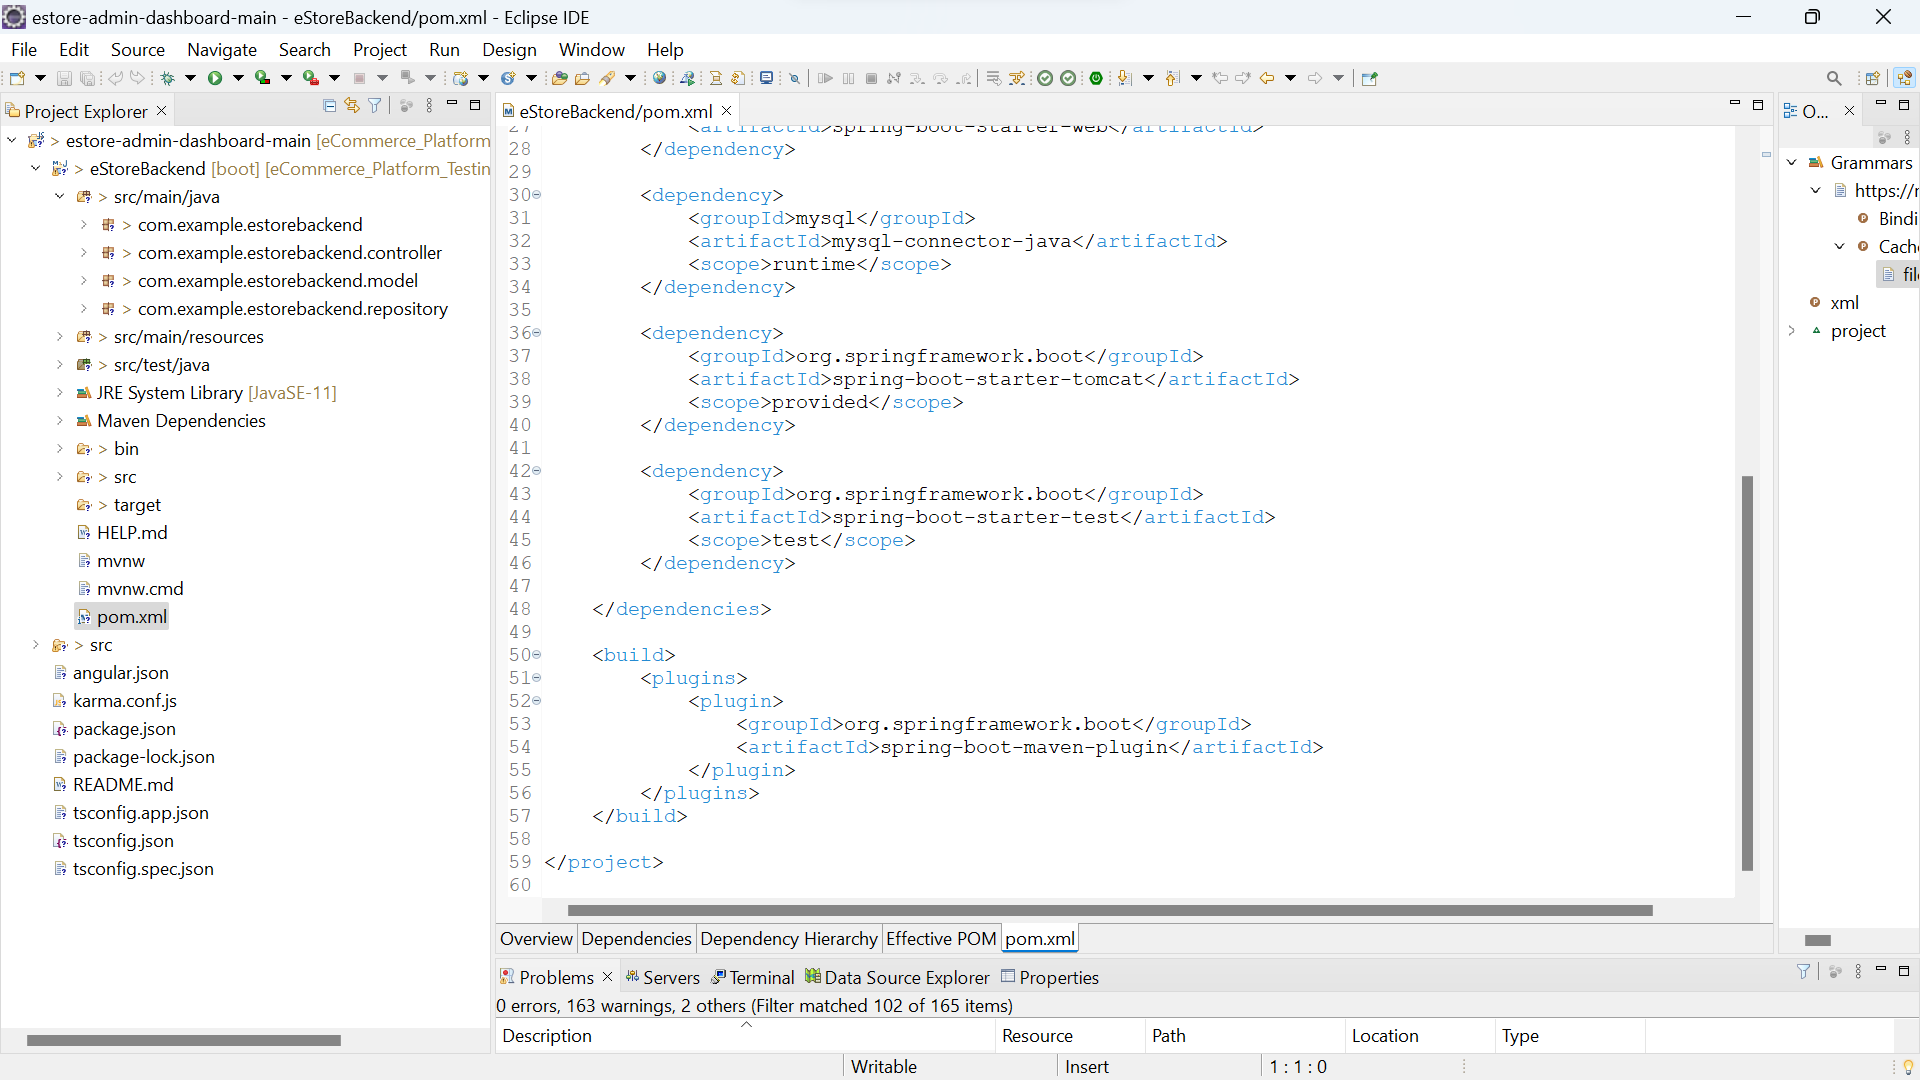 estore-admin-dashboard-main - eStoreBackend/pom.xml - Eclipse IDE
File Edit Source Navigate Search Project Run Design Window Help
Project Explorer
> estore-admin-dashboard-main [eCommerce_Platform
> eStoreBackend [boot] [eCommerce_Platform_Testin
> src/main/java
> com.example.estorebackend
> com.example.estorebackend.controller
> com.example.estorebackend.model
> com.example.estorebackend.repository
> src/main/resources
> src/test/java
JRE System Library [JavaSE-11]
Maven Dependencies
> bin
> src
> target
HELP.md
mvnw
mvnw.cmd
pom.xml
> src
angular.json
karma.conf.js
package.json
package-lock.json
README.md
tsconfig.app.json
tsconfig.json
tsconfig.spec.json
eStoreBackend/pom.xml
27 <artifactId>spring-boot-starter-web</artifactId>
28 </dependency>
29
30 <dependency>
31 <groupId>mysql</groupId>
32 <artifactId>mysql-connector-java</artifactId>
33 <scope>runtime</scope>
34 </dependency>
35
36 <dependency>
37 <groupId>org.springframework.boot</groupId>
38 <artifactId>spring-boot-starter-tomcat</artifactId>
39 <scope>provided</scope>
40 </dependency>
41
42 <dependency>
43 <groupId>org.springframework.boot</groupId>
44 <artifactId>spring-boot-starter-test</artifactId>
45 <scope>test</scope>
46 </dependency>
47
48 </dependencies>
49
50 <build>
51 <plugins>
52 <plugin>
53 <groupId>org.springframework.boot</groupId>
54 <artifactId>spring-boot-maven-plugin</artifactId>
55 </plugin>
56 </plugins>
57 </build>
58
59 </project>
60
Overview Dependencies Dependency Hierarchy Effective POM pom.xml
O...
Grammars
https://r
Bindi
Cach
file
xml
project
Problems Servers Terminal Data Source Explorer Properties
0 errors, 163 warnings, 2 others (Filter matched 102 of 165 items)
Description Resource Path Location Type
Writable Insert 1 : 1 : 0